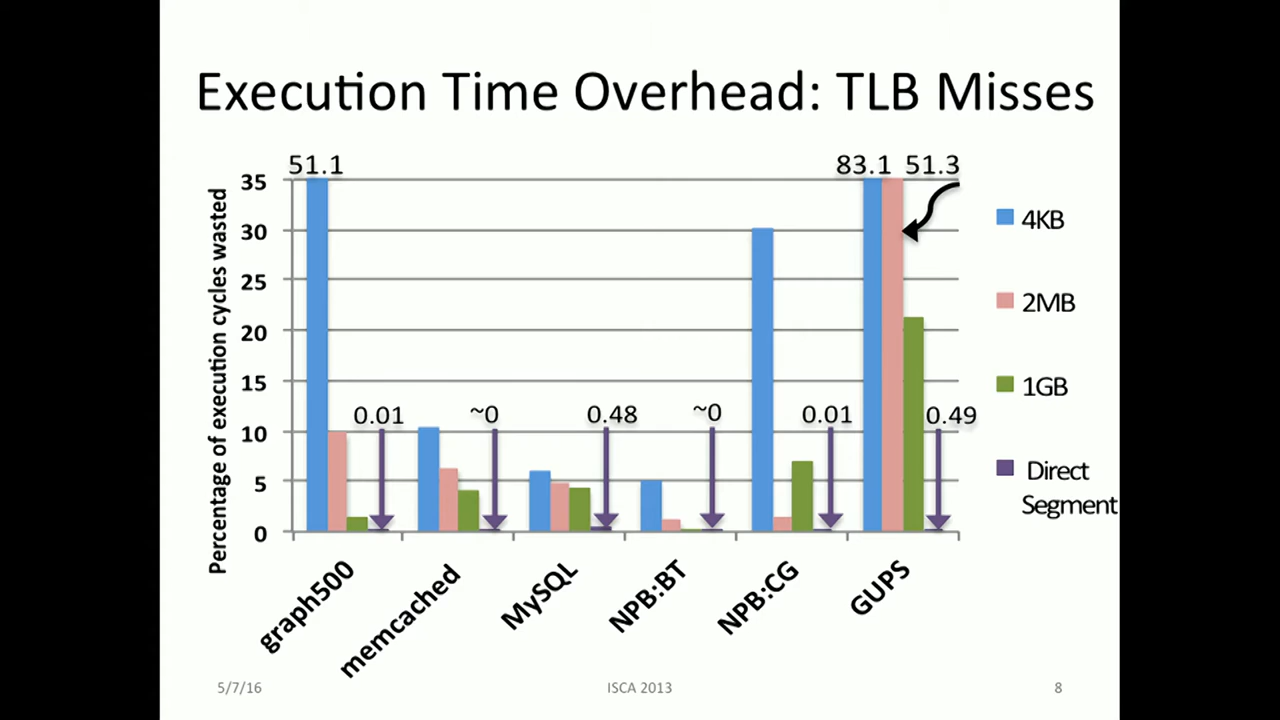 Execution Time Overhead: TLB Misses
51.1
83.1 51.3
35
30
25
20
15
10
5
0
Percentage of execution cycles wasted
0.01
~0
0.48
~0
0.01
0.49
4KB
2MB
1GB
Direct
Segment
graph500
memcached
MySQL
NPB:BT
NPB:CG
GUPS
5/7/16
ISCA 2013
8